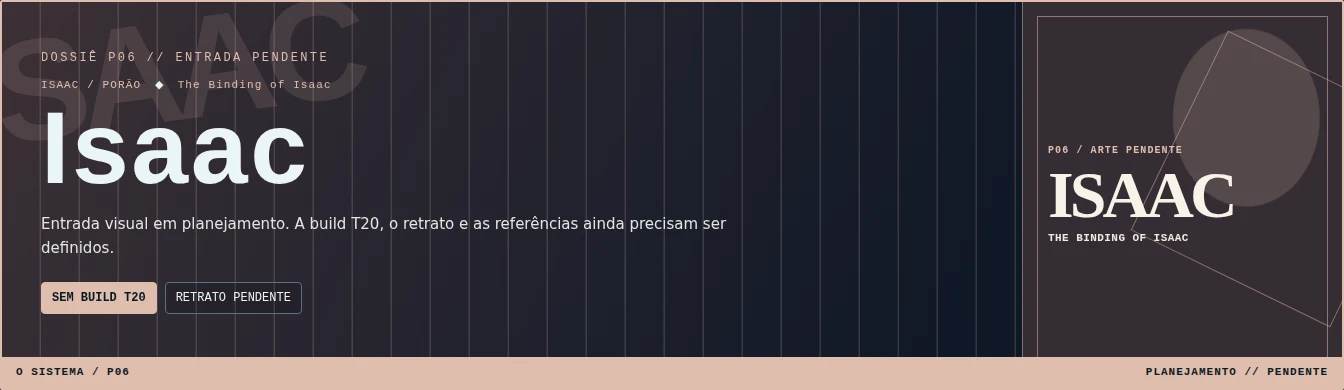 ISAAC
DOSSIÊ P06 // ENTRADA PENDENTE
ISAAC / PORÃO ◆ The Binding of Isaac
Isaac
Entrada visual em planejamento. A build T20, o retrato e as referências ainda precisam ser
definidos.
SEM BUILD T20
RETRATO PENDENTE
P06 / ARTE PENDENTE
ISAAC
THE BINDING OF ISAAC
O SISTEMA / P06
PLANEJAMENTO // PENDENTE